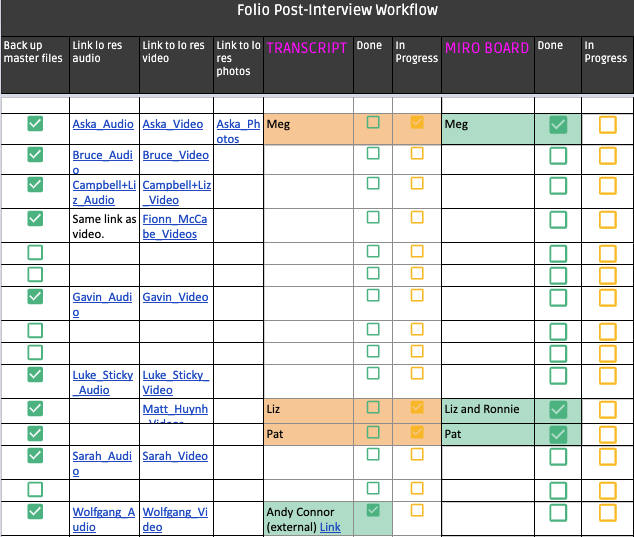 Folio Post-Interview Workflow
Back up master files
Link lo res audio
Link to lo res video
Link to lo res photos
TRANSCRIPT
Done
In Progress
MIRO BOARD
Done
In Progress
Aska_Audio
Aska_Video
Aska_Photos
Meg
Meg
Bruce_Audio
Bruce_Video
Campbell+Liz_Audio
Campbell+Liz_Video
Same link as video.
Fionn_McCabe_Videos
Gavin_Audio
Gavin_Video
Luke_Sticky_Audio
Luke_Sticky_Video
Matt_Huynh_Videos
Liz
Liz and Ronnie
Pat
Pat
Sarah_Audio
Sarah_Video
Wolfgang_Audio
Wolfgang_Video
Andy Connor (external) Link